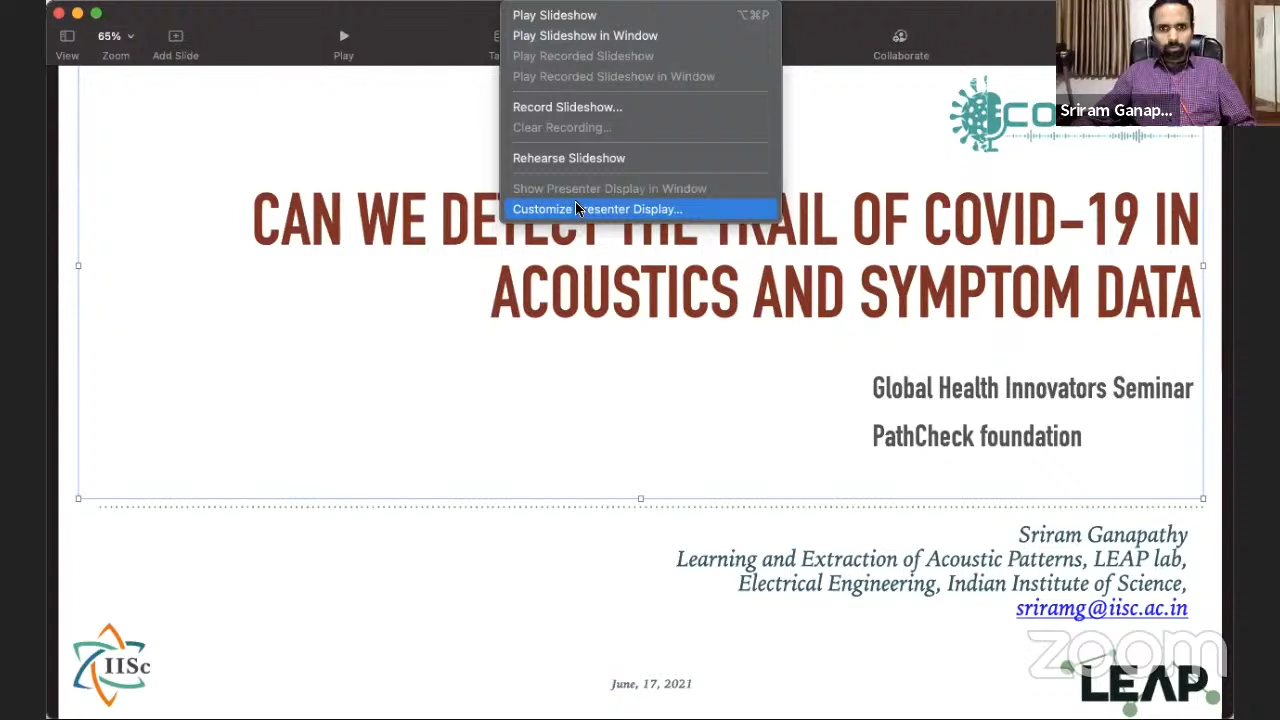 Play Slideshow ⌥⌘P
65% Play Slideshow in Window
View Zoom Add Slide Play Play Recorded Slideshow Collaborate
Play Recorded Slideshow in Window
Record Slideshow...
Clear Recording...
Sriram Ganap...
Rehearse Slideshow
Show Presenter Display in Window
Customize Presenter Display...
CAN WE DETECT THE TRAIL OF COVID-19 IN
ACOUSTICS AND SYMPTOM DATA
Global Health Innovators Seminar
PathCheck foundation
Sriram Ganapathy
Learning and Extraction of Acoustic Patterns, LEAP lab,
Electrical Engineering, Indian Institute of Science,
sriramg@iisc.ac.in
zoom
IISc
June, 17, 2021
LEAP